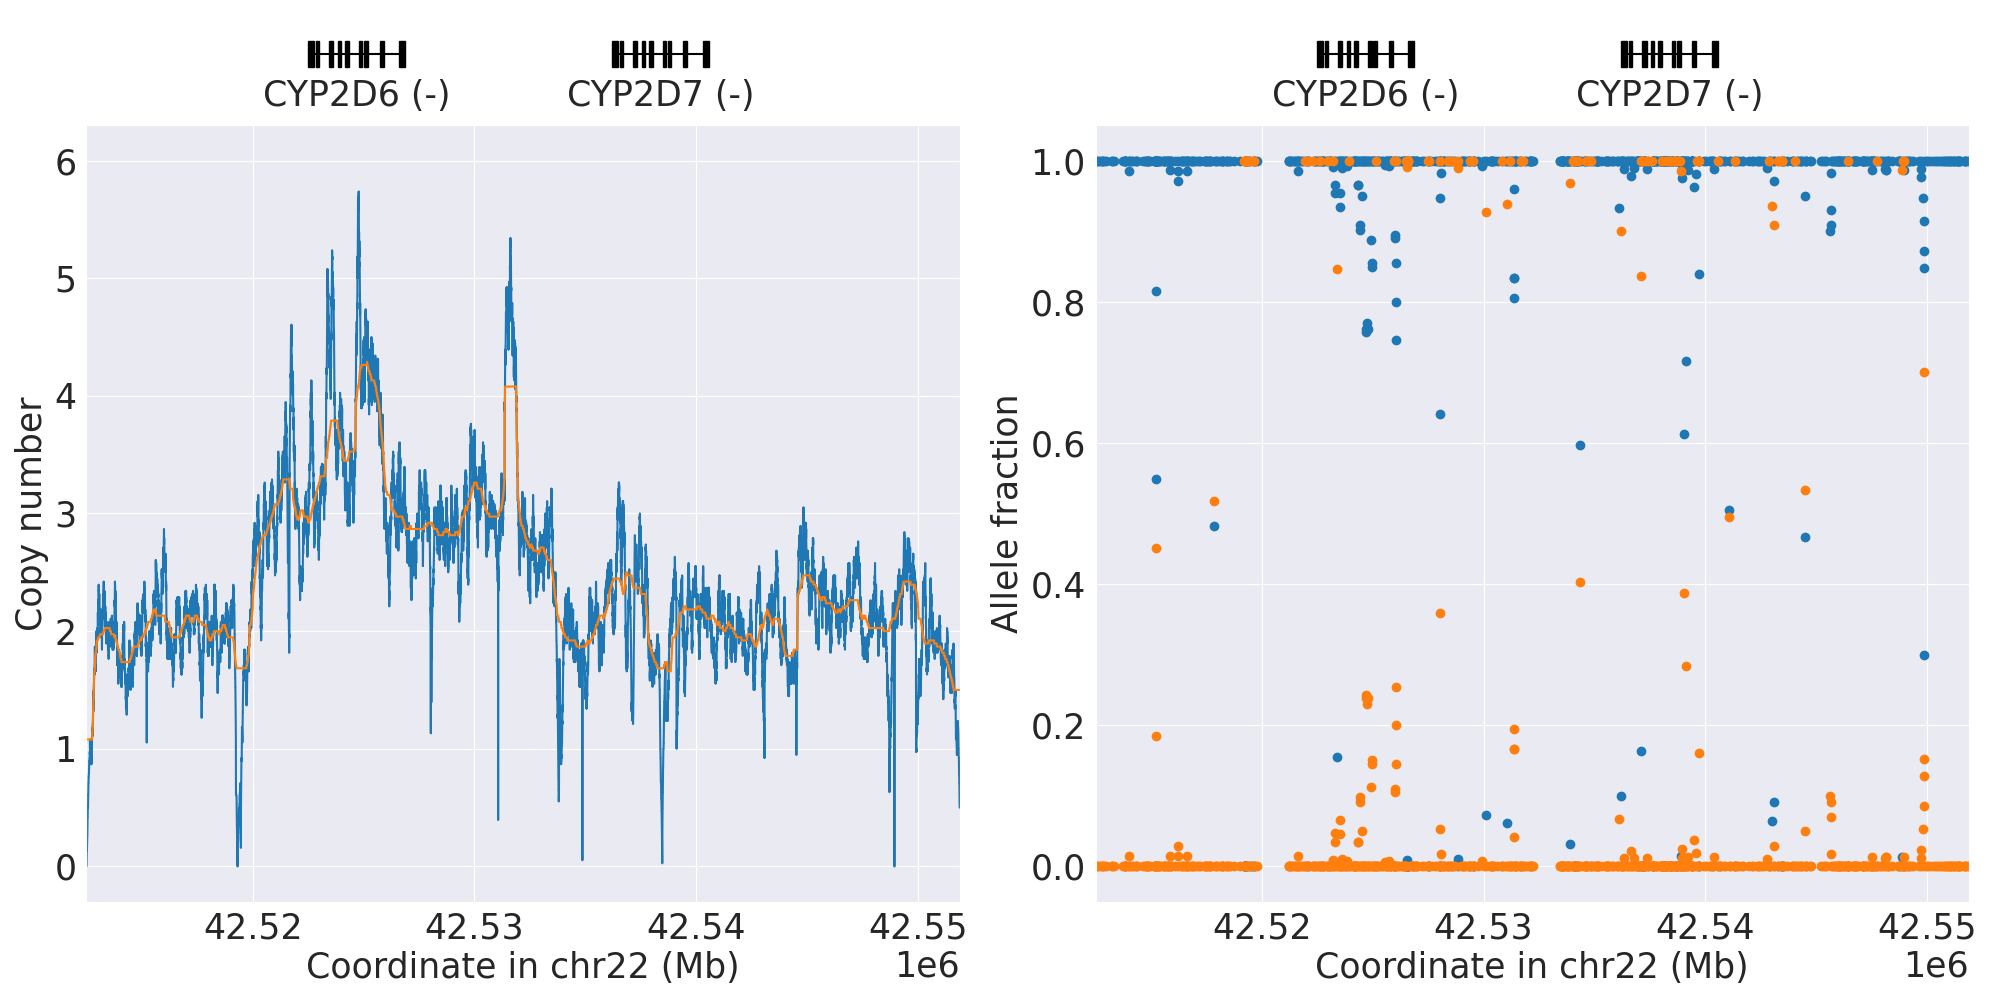 CYP2D6 (-) CYP2D7 (-)
6
5
4
3
2
1
0
Copy number
42.52 42.53 42.54 42.55
Coordinate in chr22 (Mb)
1e6
CYP2D6 (-) CYP2D7 (-)
1.0
0.8
0.6
0.4
0.2
0.0
Allele fraction
42.52 42.53 42.54 42.55
Coordinate in chr22 (Mb)
1e6